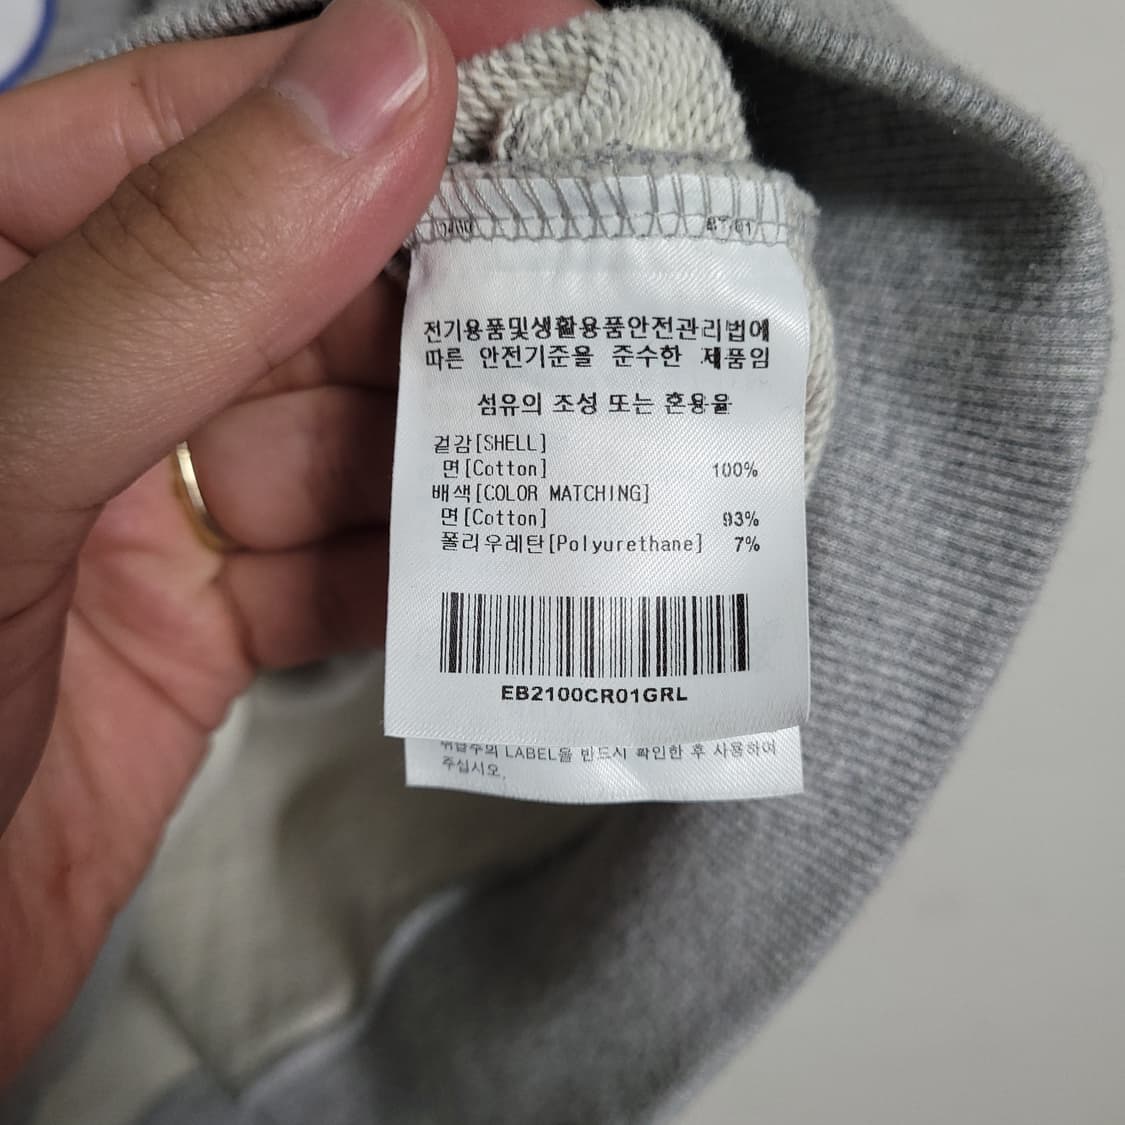 전기용품및생활용품안전관리법에
따른 안전기준을 준수한 제품임
섬유의 조성 또는 혼용율
겉감[SHELL]
면[Cotton] 100%
배색[COLOR MATCHING]
면[Cotton] 93%
폴리우레탄[Polyurethane] 7%
EB2100CR01GRL
취급주의 LABEL을 반드시 확인한 후 사용하여
주십시오.